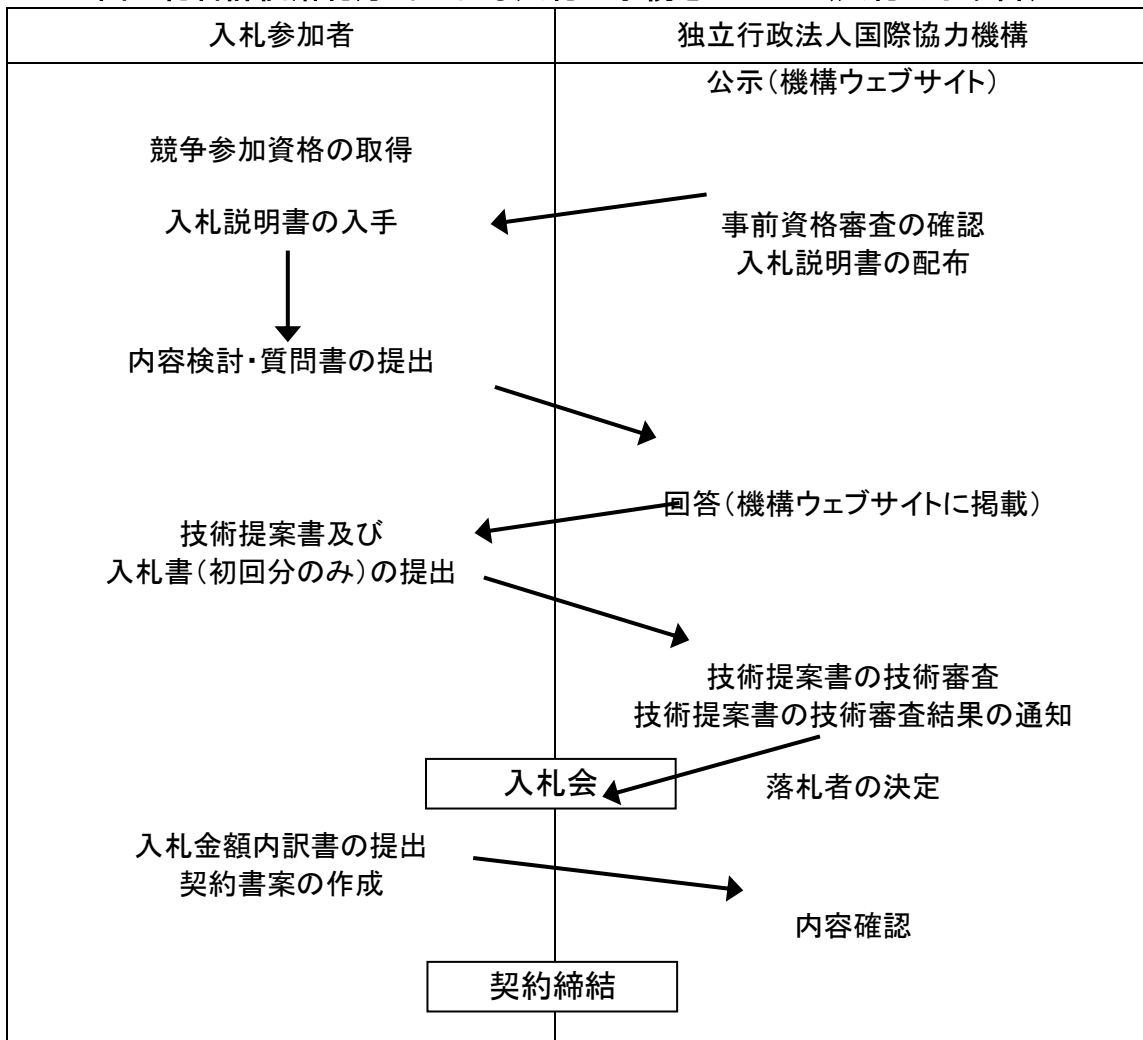 入札参加者
独立行政法人国際協力機構
公示(機構ウェブサイト)
競争参加資格の取得
入札説明書の入手
事前資格審査の確認
入札説明書の配布
内容検討・質問書の提出
回答(機構ウェブサイトに掲載)
技術提案書及び
入札書(初回分のみ)の提出
技術提案書の技術審査
技術提案書の技術審査結果の通知
入札会
落札者の決定
入札金額内訳書の提出
契約書案の作成
内容確認
契約締結